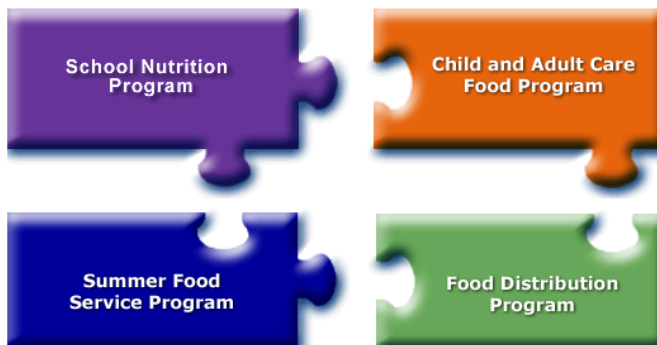 School Nutrition
Program
Child and Adult Care
Food Program
Summer Food
Service Program
Food Distribution
Program